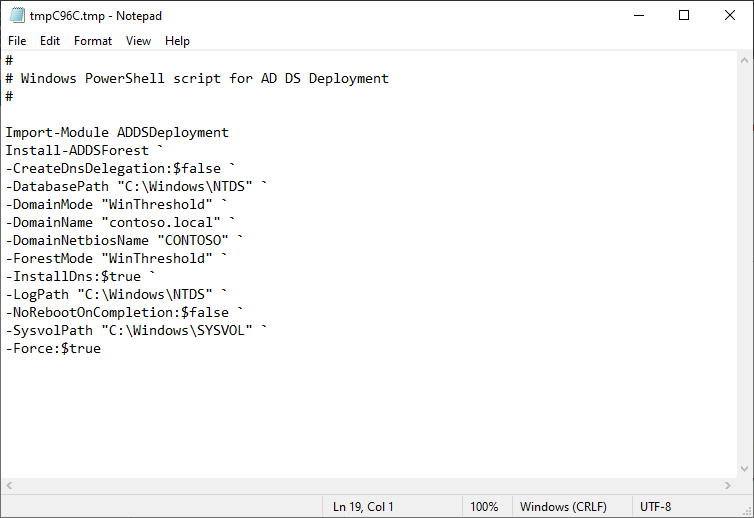 tmpC96C.tmp - Notepad
File Edit Format View Help
#
# Windows PowerShell script for AD DS Deployment
#

Import-Module ADDSDeployment
Install-ADDSForest `
-CreateDnsDelegation:$false `
-DatabasePath "C:\Windows\NTDS" `
-DomainMode "WinThreshold" `
-DomainName "contoso.local" `
-DomainNetbiosName "CONTOSO" `
-ForestMode "WinThreshold" `
-InstallDns:$true `
-LogPath "C:\Windows\NTDS" `
-NoRebootOnCompletion:$false `
-SysvolPath "C:\Windows\SYSVOL" `
-Force:$true
Ln 19, Col 1 100% Windows (CRLF) UTF-8